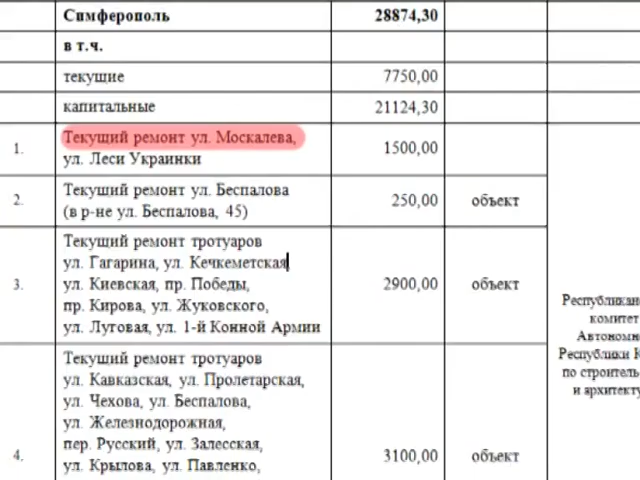 Симферополь 28874,30
в т.ч.
текущие 7750,00
капитальные 21124,30
1. Текущий ремонт ул. Москалева,
ул. Леси Украинки 1500,00
2. Текущий ремонт ул. Беспалова
(в р-не ул. Беспалова, 45) 250,00 объект
3. Текущий ремонт тротуаров
ул. Гагарина, ул. Кечкеметская
ул. Киевская, пр. Победы,
пр. Кирова, ул. Жуковского,
ул. Луговая, ул. 1-й Конной Армии
2900,00 объект
Республикан
комитет
Автономн
Республики К
по строитель
и архитекту
4. Текущий ремонт тротуаров
ул. Кавказская, ул. Пролетарская,
ул. Чехова, ул. Беспалова,
ул. Железнодорожная,
пер. Русский, ул. Залесская,
ул. Крылова, ул. Павленко,
3100,00 объект